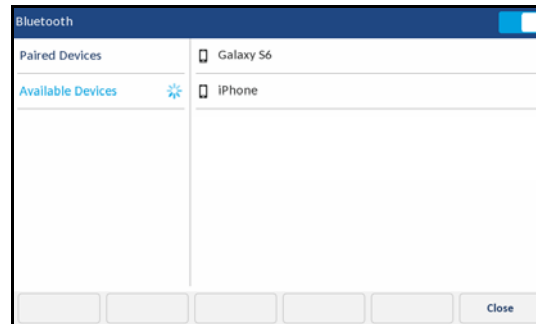 Bluetooth
Paired Devices
Available Devices
Galaxy S6
iPhone
Close